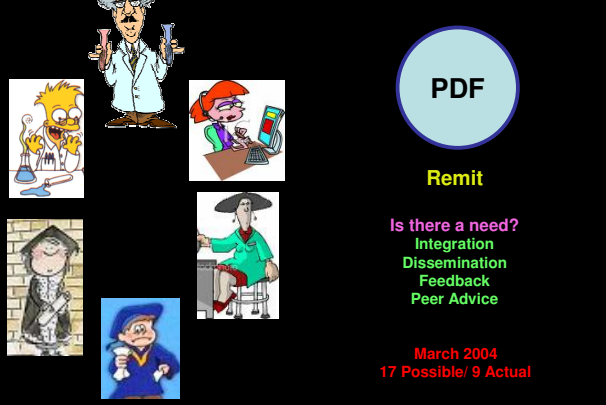 PDF
Remit
Is there a need?
Integration
Dissemination
Feedback
Peer Advice
March 2004
17 Possible/ 9 Actual